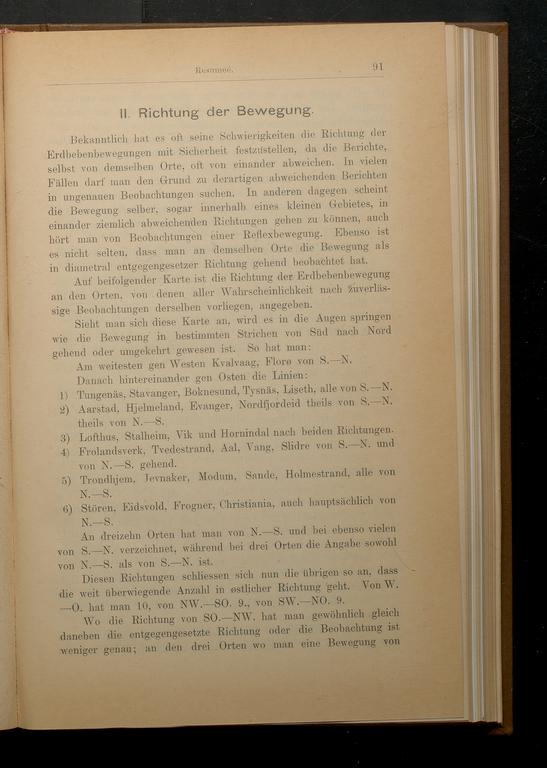 Resumeé.
91
II. Richtung der Bewegung.
Bekanntlich hat es oft seine Schwierigkeiten die Richtung der
Erdbebenbewegungen mit Sicherheit festzustellen, da die Berichte,
selbst von demselben Orte, oft von einander abweichen. In vielen
Fällen darf man den Grund zu derartigen abweichenden Berichten
in ungenauen Beobachtungen suchen. In anderen dagegen scheint
die Bewegung selber, sogar innerhalb eines kleinen Gebietes, in
einander ziemlich abweichenden Richtungen gehen zu können, auch
hört man von Beobachtungen einer Reflexbewegung. Ebenso ist
es nicht selten, dass man an demselben Orte die Bewegung als
in diametral entgegengesetzer Richtung gehend beobachtet hat.
Auf beifolgender Karte ist die Richtung der Erdbebenbewegung
an den Orten, von denen aller Wahrscheinlichkeit nach zuverläs-
sige Beobachtungen derselben vorliegen, angegeben.
Sieht man sich diese Karte an, wird es in die Augen springen
wie die Bewegung in bestimmten Strichen von Süd nach Nord
gehend oder umgekehrt gewesen ist. So hat man:
Am weitesten gen Westen Kvalvaag, Florø von S.—N.
Danach hintereinander gen Osten die Linien:
1) Tungenäs, Stavanger, Boknesund, Tysnäs, Liseth, alle von S.—N.
2) Aarstad, Hjelmeland, Evanger, Nordfjordeid theils von S.—N.
theils von N.—S.
3) Lofthus, Stalheim, Vik und Hornindal nach beiden Richtungen.
4) Frolandsverk, Tvedestrand, Aal, Vang, Slidre von S.—N. und
von N.—S. gehend.
5) Trondhjem, Jevnaker, Modum, Sande, Holmestrand, alle von
N.—S.
6) Stören, Eidsvold, Frogner, Christiania, auch hauptsächlich von
N.—S.
An dreizehn Orten hat man von N.—S. und bei ebenso vielen
von S.—N. verzeichnet, während bei drei Orten die Angabe sowohl
von N.—S. als von S.—N. ist.
Diesen Richtungen schliessen sich nun die übrigen so an, dass
die weit überwiegende Anzahl in østlicher Richtung geht. Von W.
—O. hat man 10, von NW.—SO. 9., von SW.—NO. 9.
Wo die Richtung von SO.—NW. hat man gewöhnlich gleich
daneben die entgegengesetzte Richtung oder die Beobachtung ist
weniger genau; an den drei Orten wo man eine Bewegung von